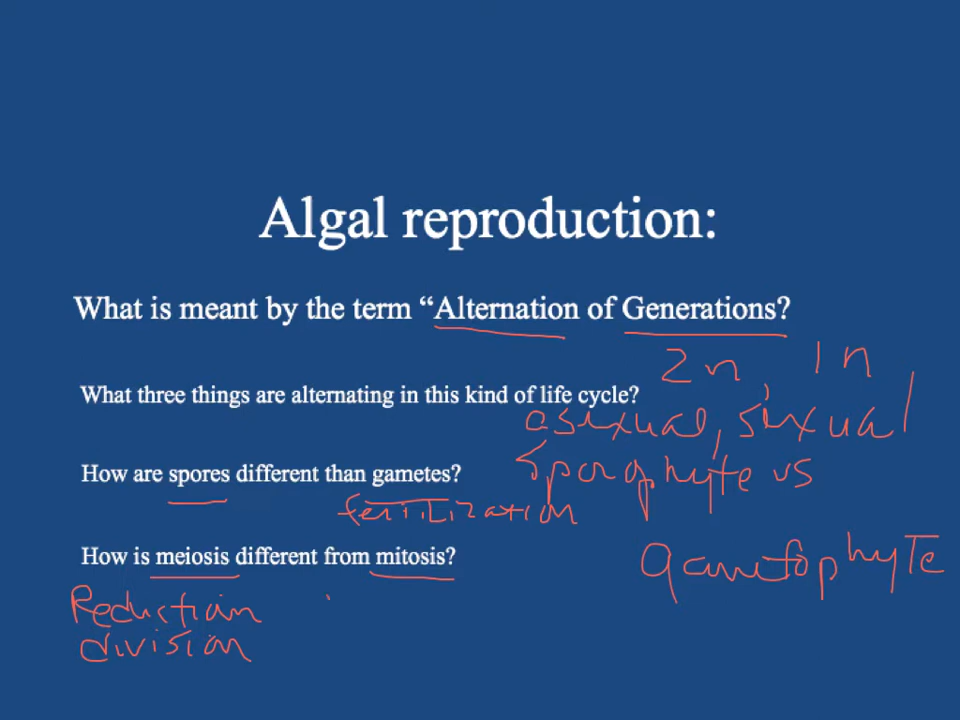 Algal reproduction:
What is meant by the term “Alternation of Generations?
2n, 1n
What three things are alternating in this kind of life cycle?
asexual, sexual
How are spores different than gametes?
Sporophyte vs
fertilization
How is meiosis different from mitosis?
gametophyte
Reduction
division